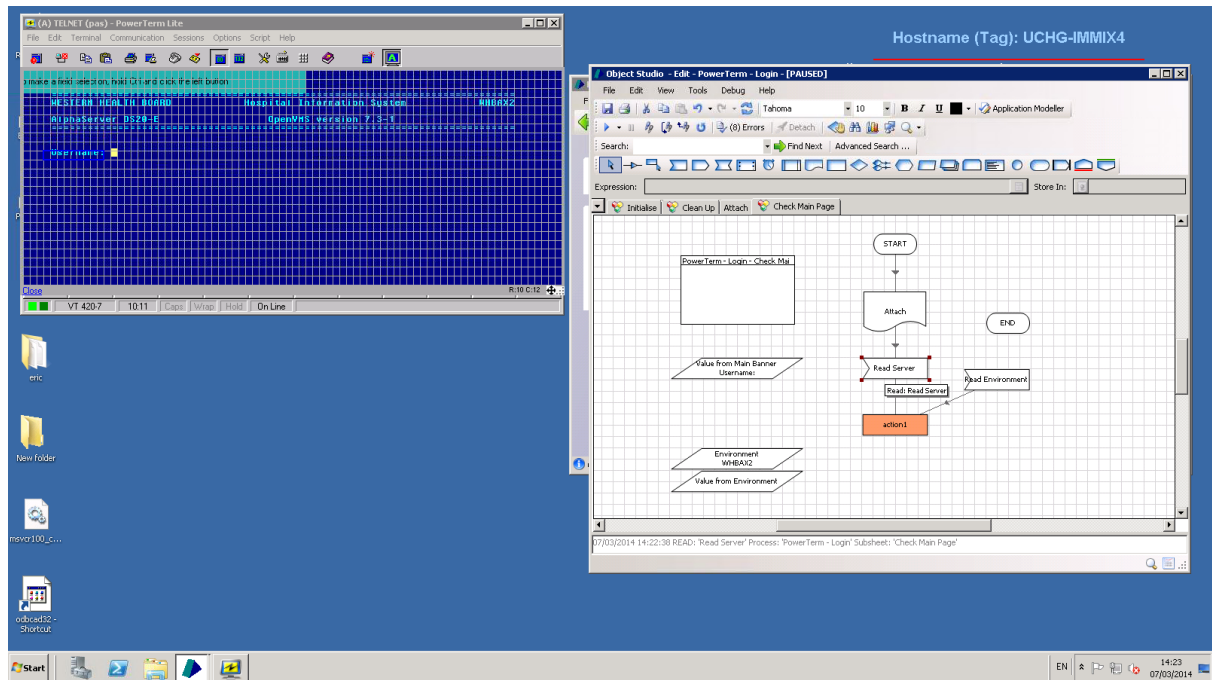 (A) TELNET (pas) - PowerTerm Lite
File Edit Terminal Communication Sessions Options Script Help
make a field selection, hold Ctrl and click the left button
WESTERN HEALTH BOARD Hospital Information System WHBAX2
AlphaServer DS20-E OpenVMS version 7.3-1
Username:
Close R:10 C:12
VT 420-7 10:11 Caps Wrap Hold On Line
Hostname (Tag): UCHG-IMMIX4
Object Studio - Edit - PowerTerm - Login - [PAUSED]
File Edit View Tools Debug Help
Tahoma 10 B I U Application Modeller
(8) Errors Detach
Search: Find Next Advanced Search ...
Expression: Store In:
Initialise Clean Up Attach Check Main Page
START
PowerTerm - Login - Check Mai
Attach
END
Value from Main Banner
Username:
Read Server
Read Environment
Read: Read Server
action1
Environment
WHBAX2
Value from Environment
07/03/2014 14:22:38 READ: 'Read Server' Process: 'PowerTerm - Login' Subsheet: 'Check Main Page'
eric
New folder
msvcr100_c...
odbcad32 -
Shortcut
Start
EN
14:23
07/03/2014